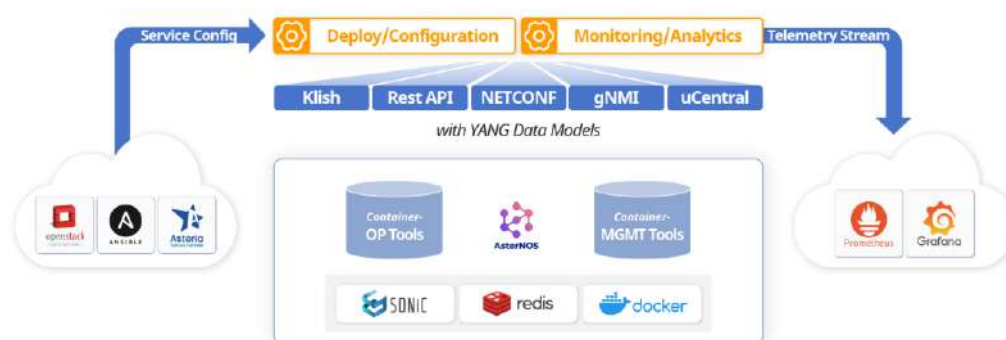 Service Config
Deploy/Configuration
Monitoring/Analytics
Telemetry Stream
Klish
Rest API
NETCONF
gNMI
uCentral
with YANG Data Models
openstack
ANSIBLE
Asteria
Container-
OP Tools
AsterNOS
Container-
MGMT Tools
Prometheus
Grafana
SONiC
redis
docker